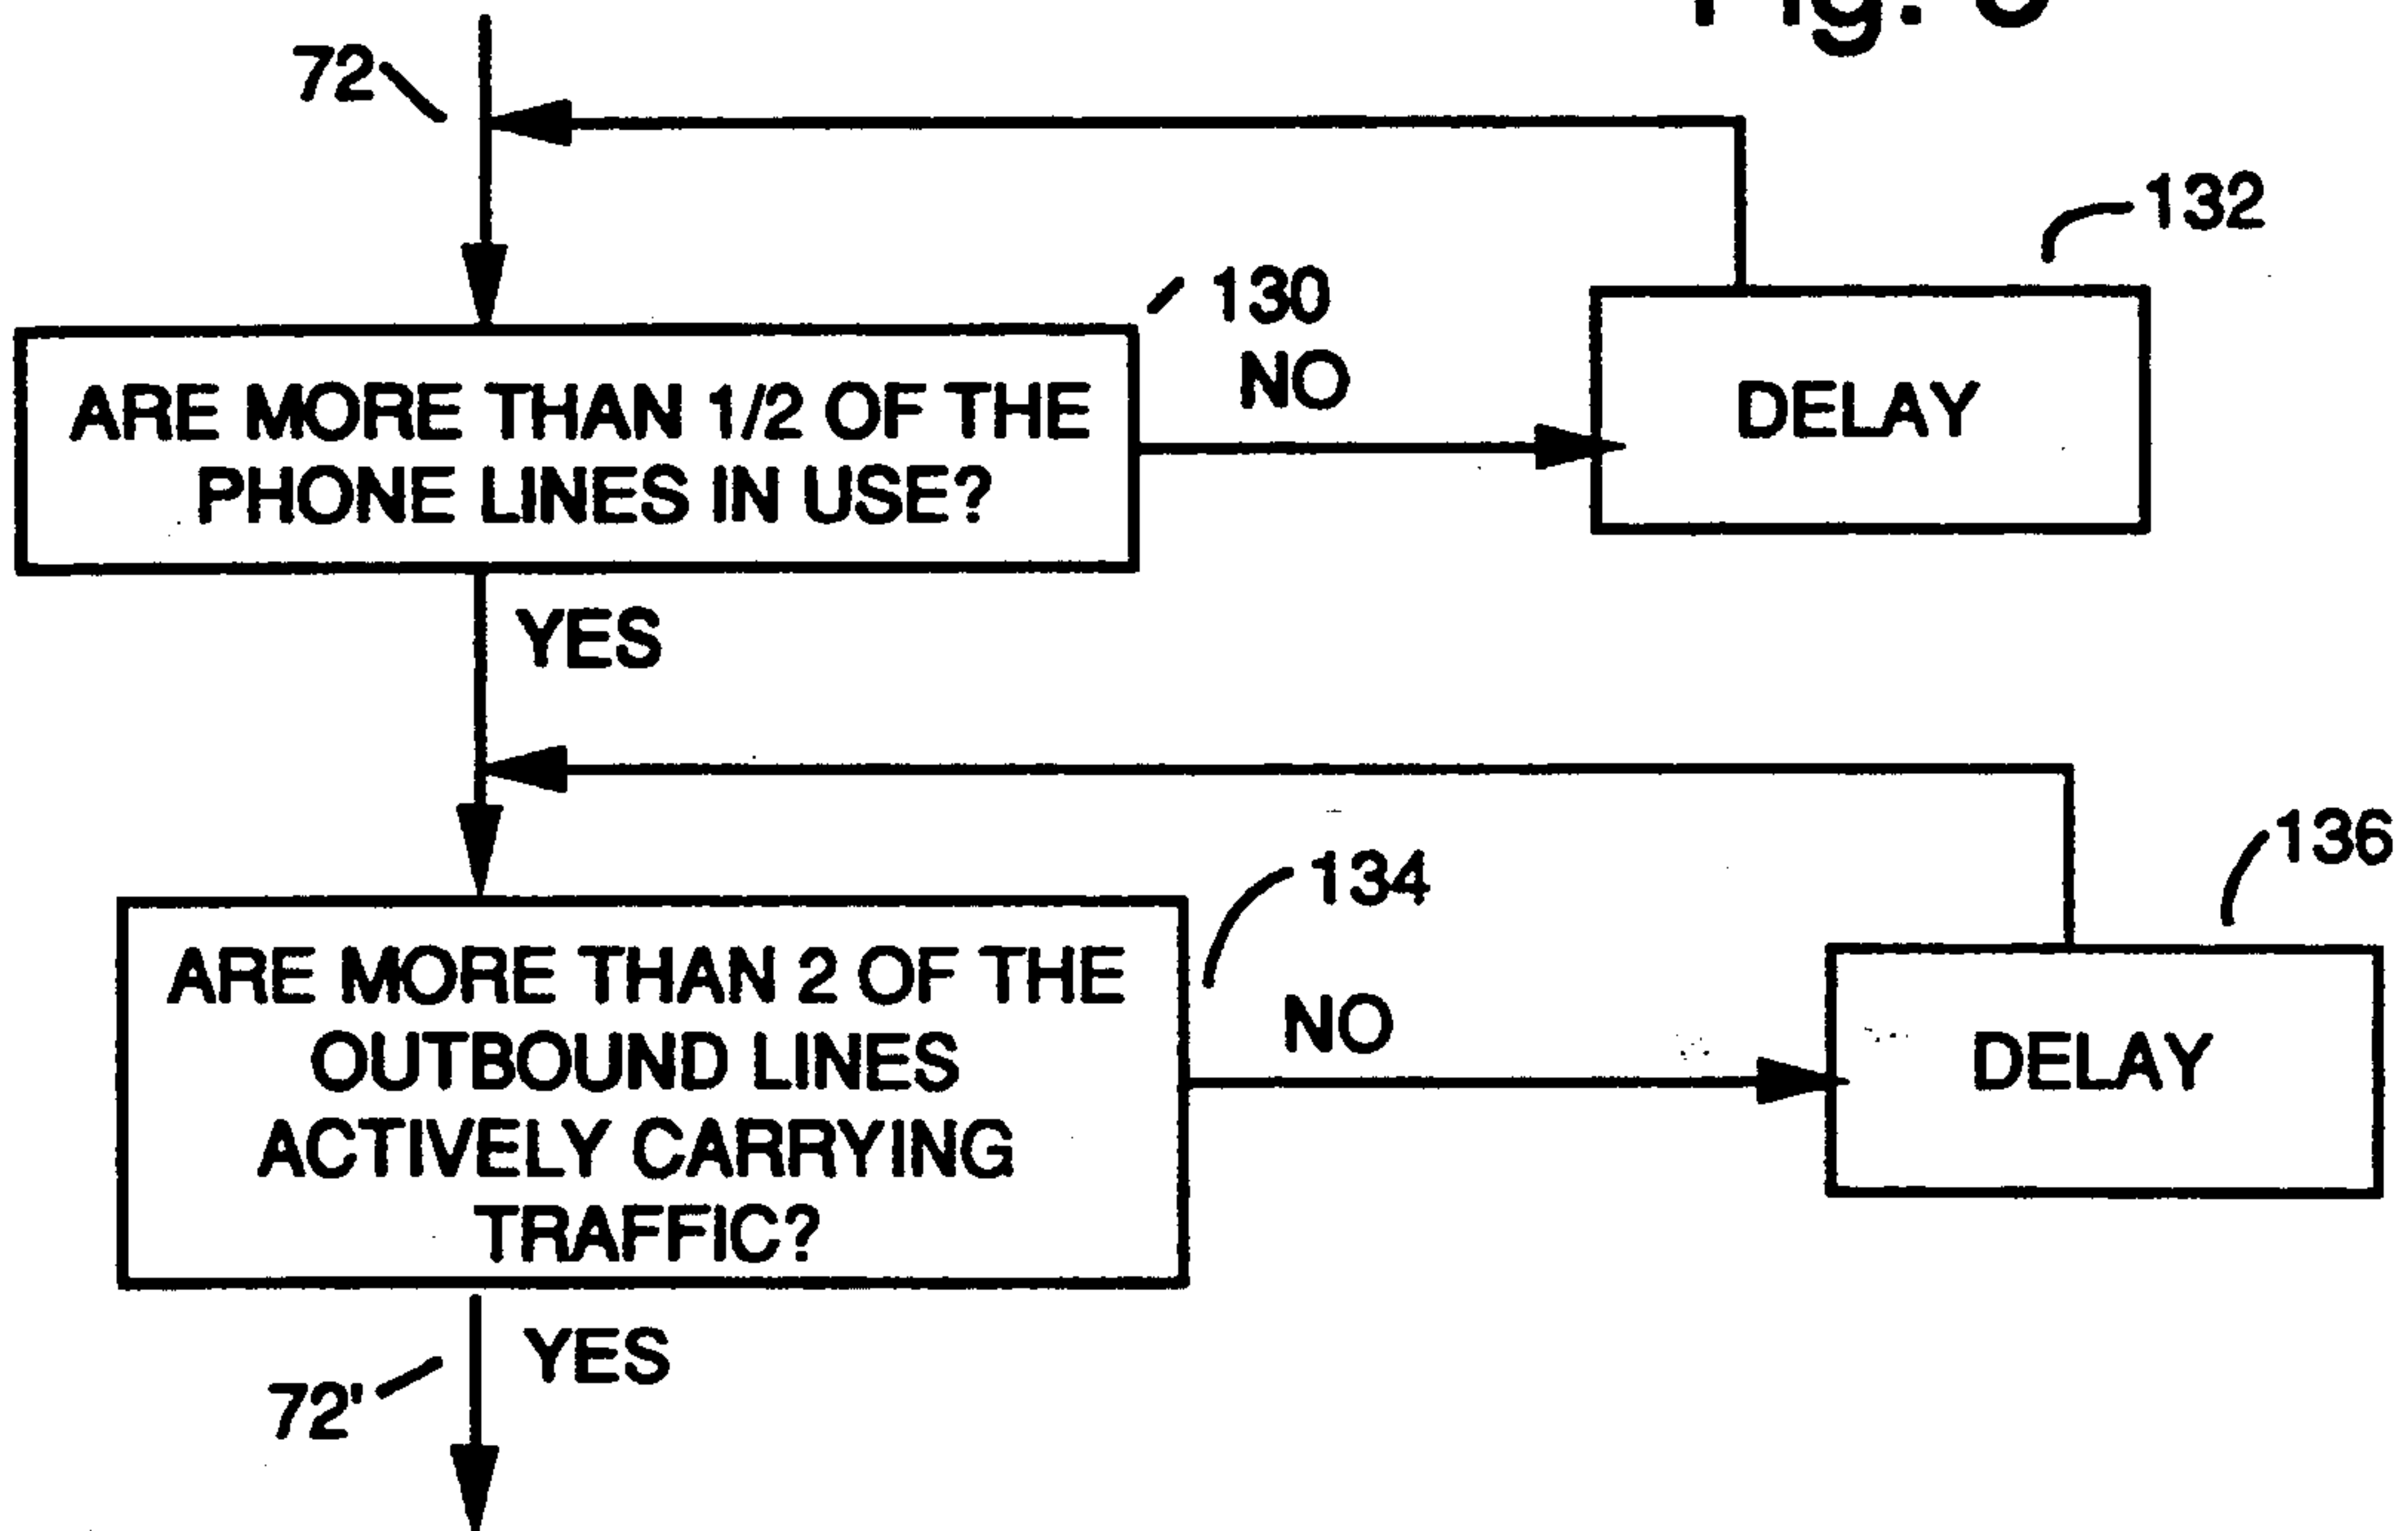 72
132
130
NO
ARE MORE THAN 1/2 OF THE
PHONE LINES IN USE?
DELAY
YES
136
134
ARE MORE THAN 2 OF THE
OUTBOUND LINES
ACTIVELY CARRYING
TRAFFIC?
NO
DELAY
YES
72'